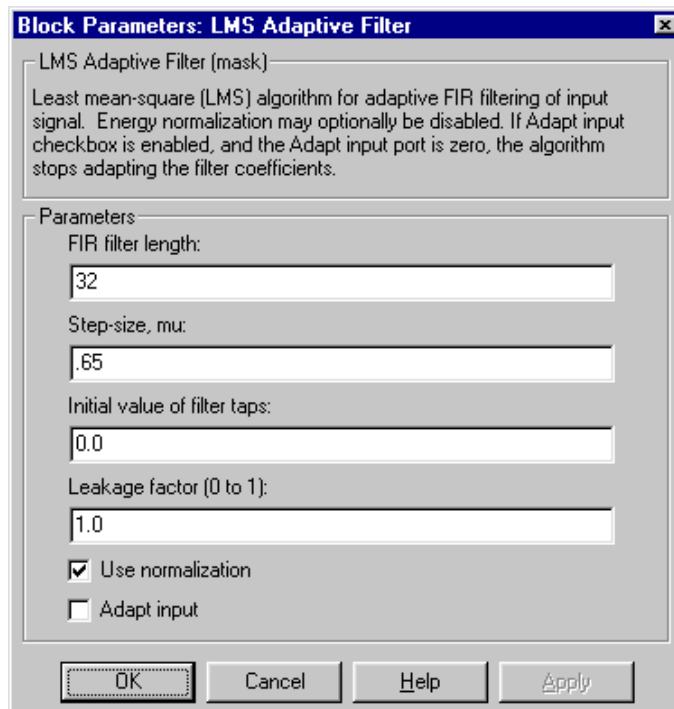 Block Parameters: LMS Adaptive Filter
LMS Adaptive Filter (mask)
Least mean-square (LMS) algorithm for adaptive FIR filtering of input
signal.  Energy normalization may optionally be disabled. If Adapt input
checkbox is enabled, and the Adapt input port is zero, the algorithm
stops adapting the filter coefficients.
Parameters
FIR filter length:
32
Step-size, mu:
.65
Initial value of filter taps:
0.0
Leakage factor (0 to 1):
1.0
Use normalization
Adapt input
OK Cancel Help Apply